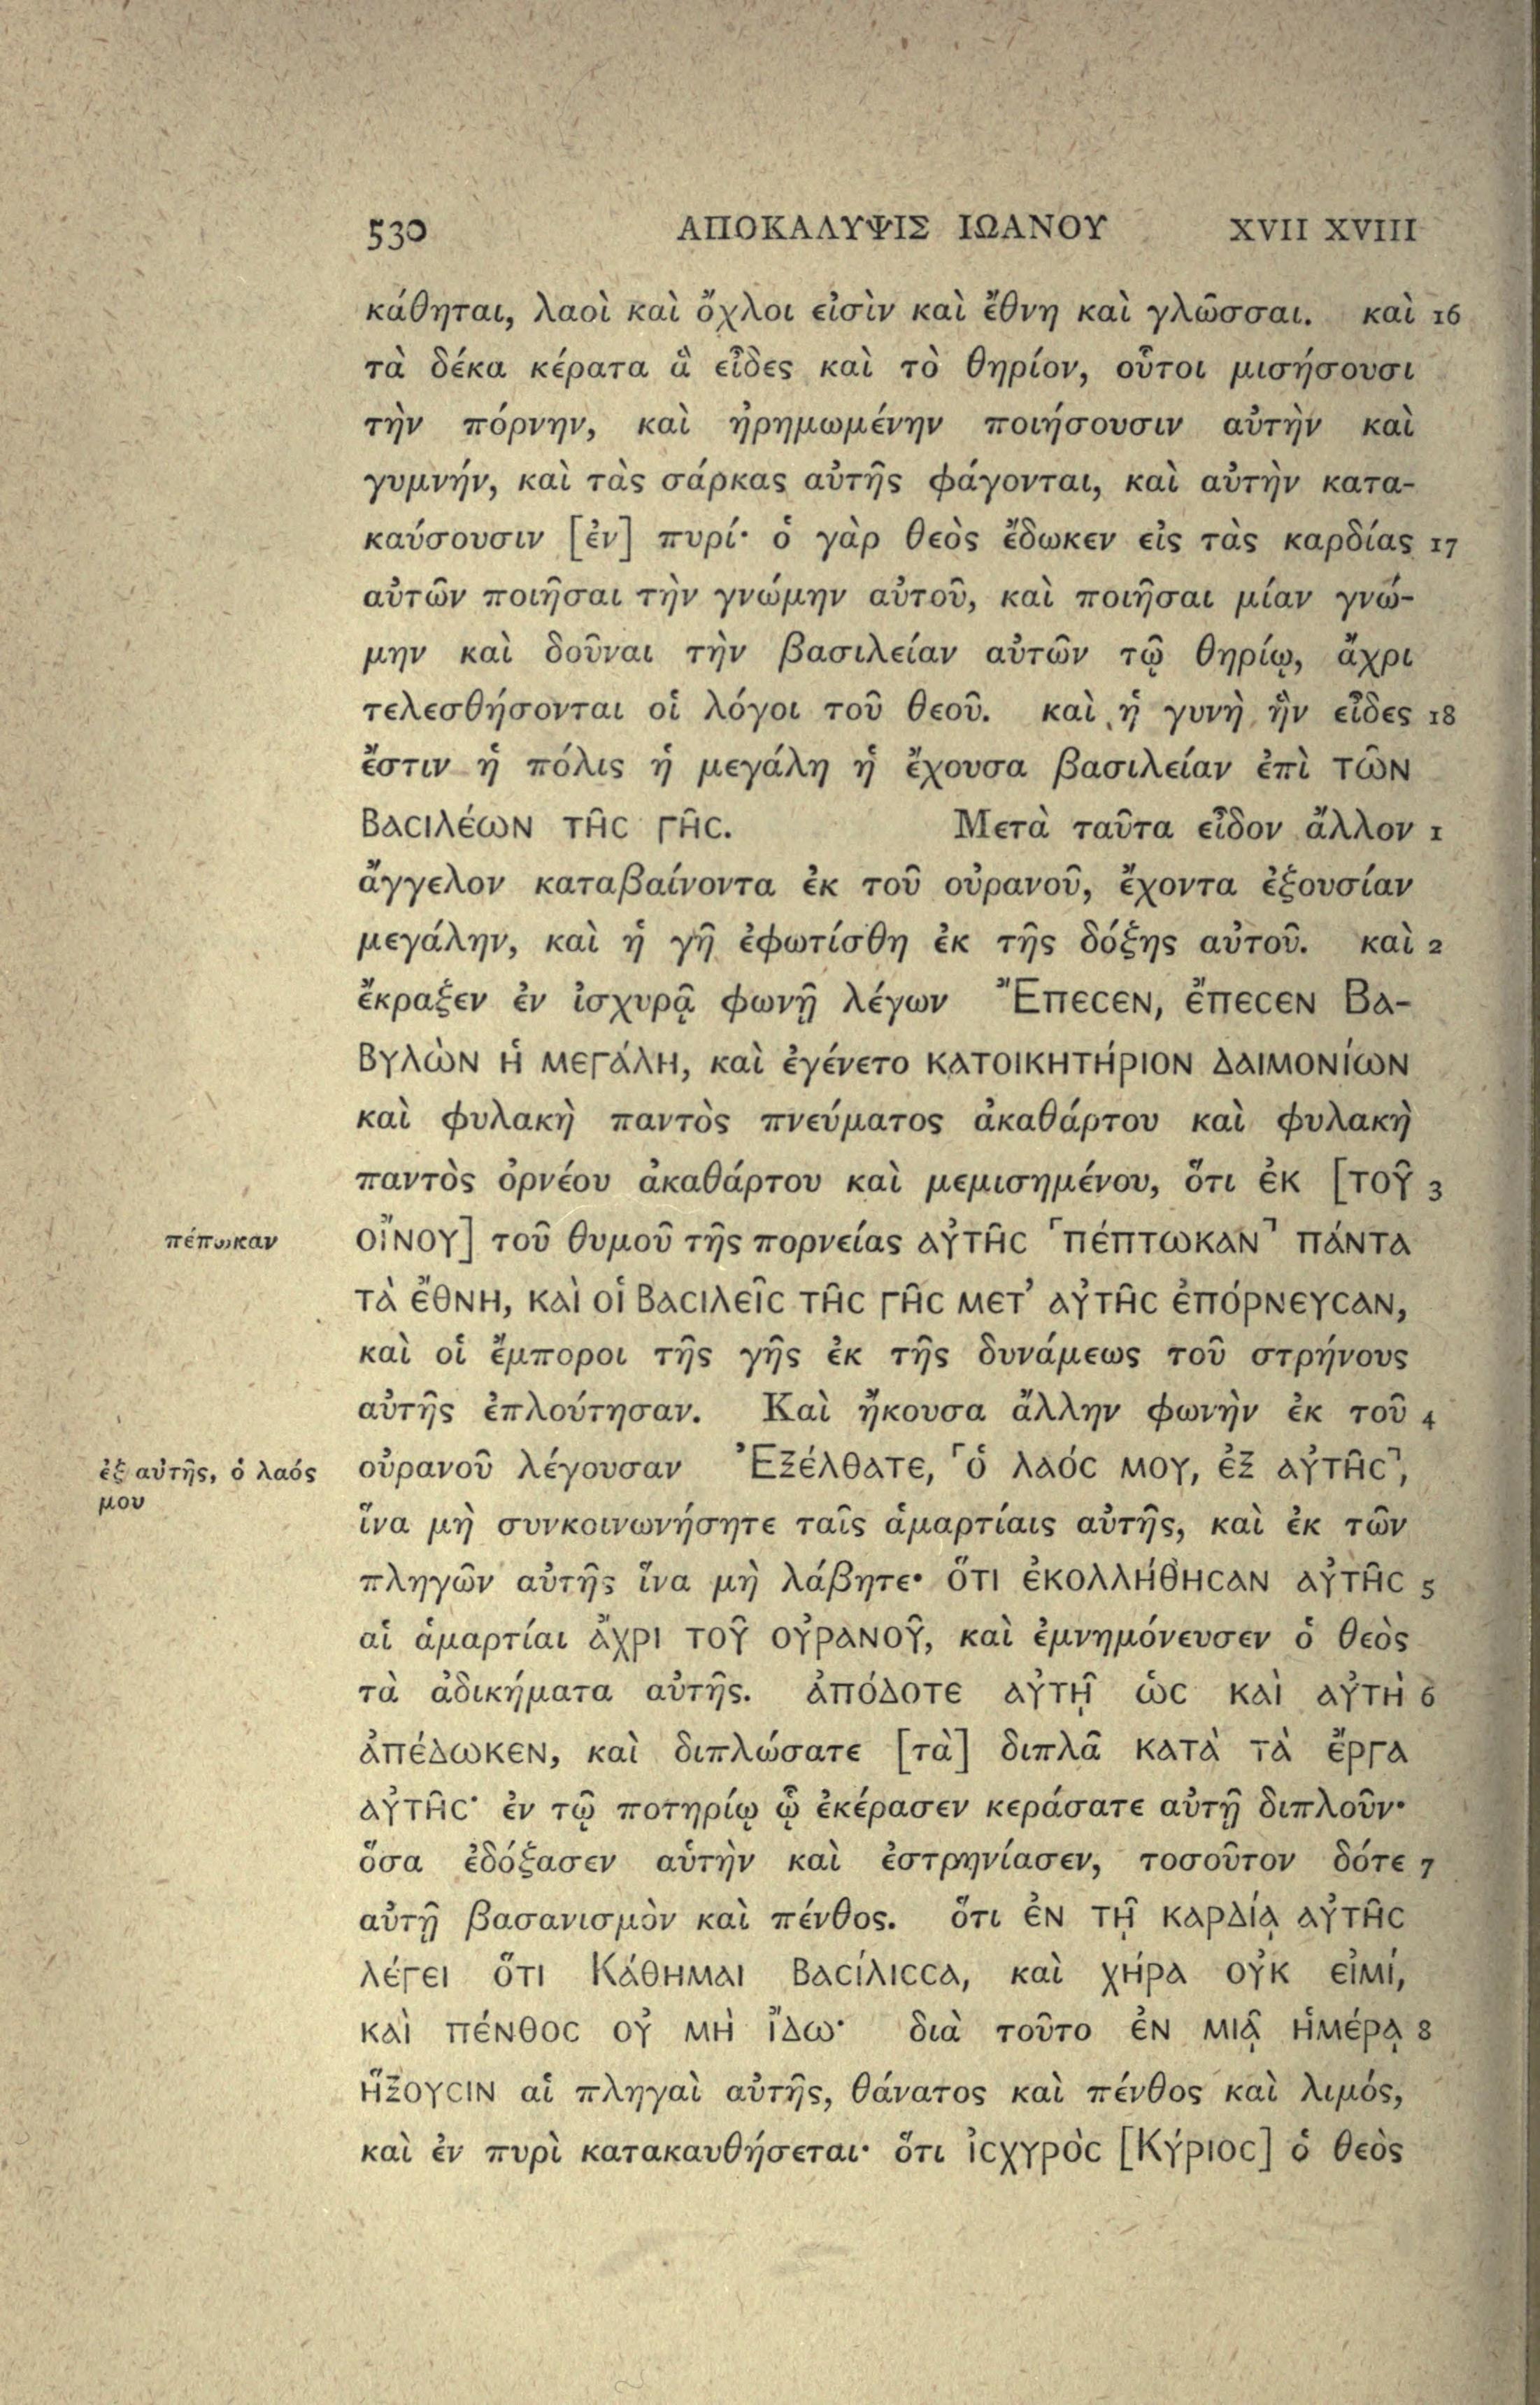 530 ΑΠΟΚΑΛΥΨΙΣ ΙΩΑΝΟΥ XVII XVIII
κάθηται, λαοὶ καὶ ὄχλοι εἰσὶν καὶ ἔθνη καὶ γλῶσσαι. καὶ 16
τὰ δέκα κέρατα ἃ εἶδες καὶ τὸ θηρίον, οὗτοι μισήσουσι
τὴν πόρνην, καὶ ἠρημωμένην ποιήσουσιν αὐτὴν καὶ
γυμνήν, καὶ τὰς σάρκας αὐτῆς φάγονται, καὶ αὐτὴν κατα-
καύσουσιν [ἐν] πυρί· ὁ γὰρ θεὸς ἔδωκεν εἰς τὰς καρδίας 17
αὐτῶν ποιῆσαι τὴν γνώμην αὐτοῦ, καὶ ποιῆσαι μίαν γνώ-
μην καὶ δοῦναι τὴν βασιλείαν αὐτῶν τῷ θηρίῳ, ἄχρι
τελεσθήσονται οἱ λόγοι τοῦ θεοῦ. καὶ ἡ γυνὴ ἣν εἶδες 18
ἔστιν ἡ πόλις ἡ μεγάλη ἡ ἔχουσα βασιλείαν ἐπὶ τῶν
βαϲιλέων τῆϲ γῆϲ. Μετὰ ταῦτα εἶδον ἄλλον 1
ἄγγελον καταβαίνοντα ἐκ τοῦ οὐρανοῦ, ἔχοντα ἐξουσίαν
μεγάλην, καὶ ἡ γῆ ἐφωτίσθη ἐκ τῆς δόξης αὐτοῦ. καὶ 2
ἔκραξεν ἐν ἰσχυρᾷ φωνῇ λέγων Ἔπεϲεν, ἔπεϲεν Βα-
βυλὼν ἡ μεγάλη, καὶ ἐγένετο κατοικητήριον δαιμονίων
καὶ φυλακὴ παντὸς πνεύματος ἀκαθάρτου καὶ φυλακὴ
παντὸς ὀρνέου ἀκαθάρτου καὶ μεμισημένου, ὅτι ἐκ [τοῦ 3
πέπωκαν οἴνου] τοῦ θυμοῦ τῆς πορνείας αὐτῆϲ ⸀πέπτωκαν⸣ πάντα
τὰ ἔθνη, καὶ οἱ βαϲιλεῖϲ τῆϲ γῆϲ μετ’ αὐτῆϲ ἐπόρνευϲαν,
καὶ οἱ ἔμποροι τῆς γῆς ἐκ τῆς δυνάμεως τοῦ στρήνους
αὐτῆς ἐπλούτησαν. Καὶ ἤκουσα ἄλλην φωνὴν ἐκ τοῦ 4
ἐξ αὐτῆς, ὁ λαός οὐρανοῦ λέγουσαν Ἐξέλθατε, ⸂ὁ λαόϲ μου, ἐξ αὐτῆϲ⸣,
μου
ἵνα μὴ συνκοινωνήσητε ταῖς ἁμαρτίαις αὐτῆς, καὶ ἐκ τῶν
πληγῶν αὐτῆς ἵνα μὴ λάβητε· ὅτι ἐκολλήθηϲαν αὐτῆϲ 5
αἱ ἁμαρτίαι ἄχρι τοῦ οὐρανοῦ, καὶ ἐμνημόνευσεν ὁ θεὸς
τὰ ἀδικήματα αὐτῆς. ἀπόδοτε αὐτῇ ὡϲ καὶ αὐτὴ 6
ἀπέδωκεν, καὶ διπλώσατε [τὰ] διπλᾶ κατὰ τὰ ἔργα
αὐτῆϲ· ἐν τῷ ποτηρίῳ ᾧ ἐκέρασεν κεράσατε αὐτῇ διπλοῦν·
ὅσα ἐδόξασεν αὑτὴν καὶ ἐστρηνίασεν, τοσοῦτον δότε 7
αὐτῇ βασανισμὸν καὶ πένθος. ὅτι ἐν τῇ καρδίᾳ αὐτῆϲ
λέγει ὅτι Κάθημαι βαϲίλιϲϲα, καὶ χήρα οὐκ εἰμί,
καὶ πένθοϲ οὐ μὴ ἴδω· διὰ τοῦτο ἐν μιᾷ ἡμέρᾳ 8
ἥξουϲιν αἱ πληγαὶ αὐτῆς, θάνατος καὶ πένθος καὶ λιμός,
καὶ ἐν πυρὶ κατακαυθήσεται· ὅτι ἰϲχυρὸϲ [Κύριοϲ] ὁ θεὸς